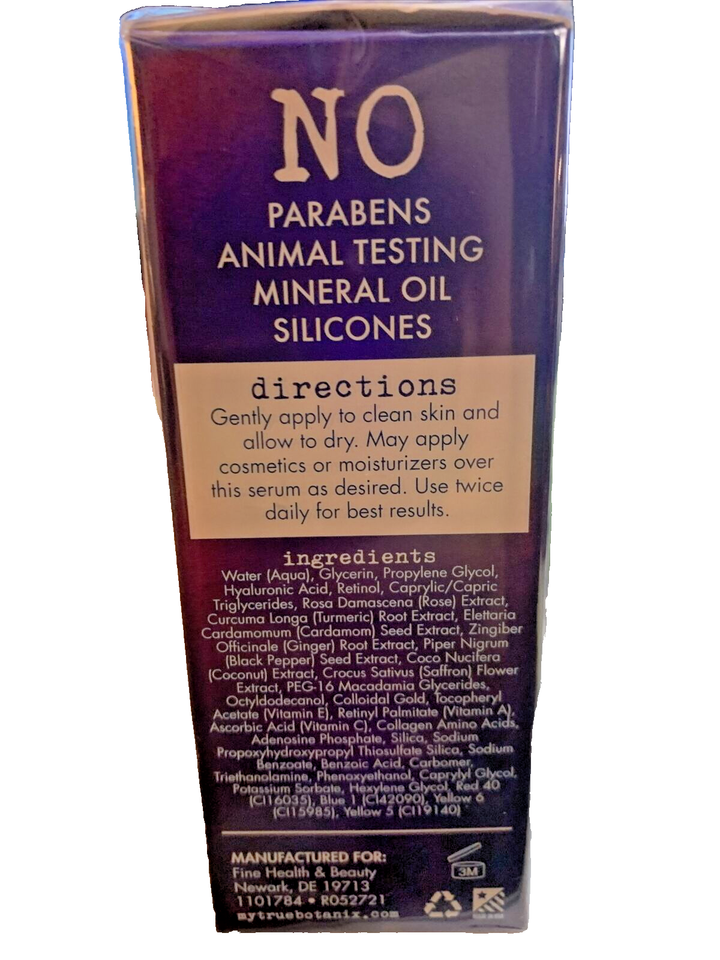 NO
PARABENS
ANIMAL TESTING
MINERAL OIL
SILICONES
directions
Gently apply to clean skin and
allow to dry. May apply
cosmetics or moisturizers over
this serum as desired. Use twice
daily for best results.
ingredients
Water (Aqua), Glycerin, Propylene Glycol,
Hyaluronic Acid, Retinol, Caprylic/Capric
Triglycerides, Rosa Damascena (Rose) Extract,
Curcuma Longa (Turmeric) Root Extract, Elettaria
Cardamomum (Cardamom) Seed Extract, Zingiber
Officinale (Ginger) Root Extract, Piper Nigrum
(Black Pepper) Seed Extract, Coco Nucifera
(Coconut) Extract, Crocus Sativus (Saffron) Flower
Extract, PEG-16 Macadamia Glycerides,
Octyldodecanol, Colloidal Gold, Tocopheryl
Acetate (Vitamin E), Retinyl Palmitate (Vitamin A),
Ascorbic Acid (Vitamin C), Collagen Amino Acids,
Adenosine Phosphate, Silica, Sodium
Propoxyhydroxypropyl Thiosulfate Silica, Sodium
Benzoate, Benzoic Acid, Carbomer,
Triethanolamine, Phenoxyethanol, Caprylyl Glycol,
Potassium Sorbate, Hexylene Glycol, Red 40
(CI16035), Blue 1 (CI42090), Yellow 6
(CI15985), Yellow 5 (CI19140)
MANUFACTURED FOR:
Fine Health & Beauty
Newark, DE 19713
1101784 • R052721
mytruebotanix.com
3M